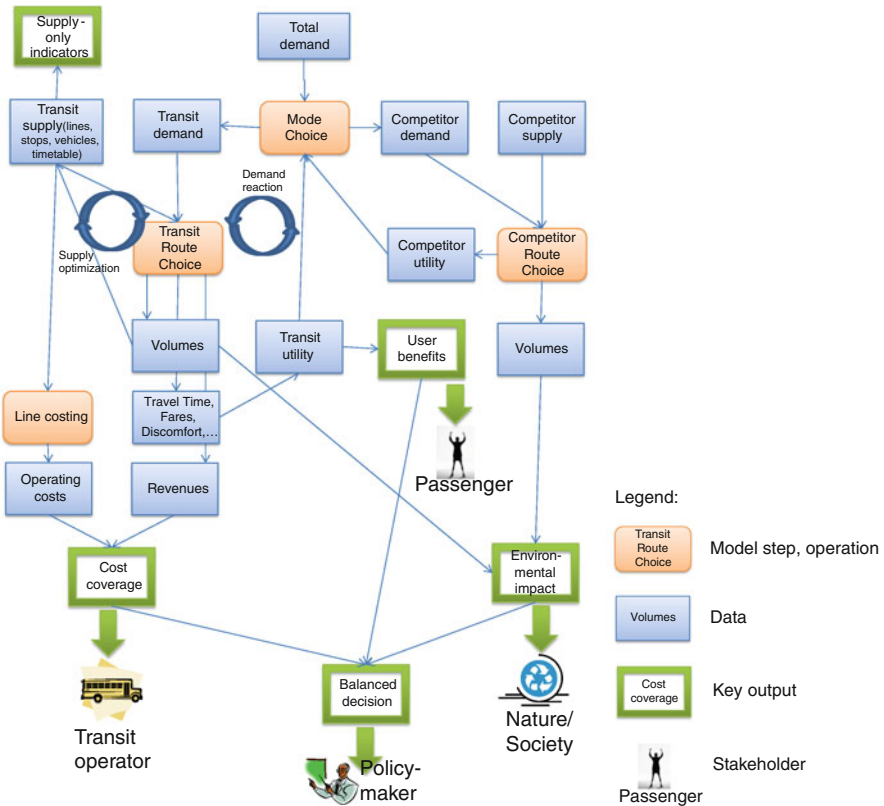 Supply-
only
indicators
Total
demand
Transit
supply(lines,
stops, vehicles,
timetable)
Transit
demand
Mode
Choice
Competitor
demand
Competitor
supply
Demand
reaction
Supply
optimization
Transit
Route
Choice
Competitor
utility
Competitor
Route
Choice
Volumes
Transit
utility
User
benefits
Volumes
Line costing
Travel Time,
Fares,
Discomfort,...
Passenger
Operating
costs
Revenues
Cost
coverage
Environ-
mental
impact
Transit
operator
Balanced
decision
Nature/
Society
Policy-
maker
Legend:
Transit
Route
Choice
Model step, operation
Volumes
Data
Cost
coverage
Key output
Stakeholder
Passenger